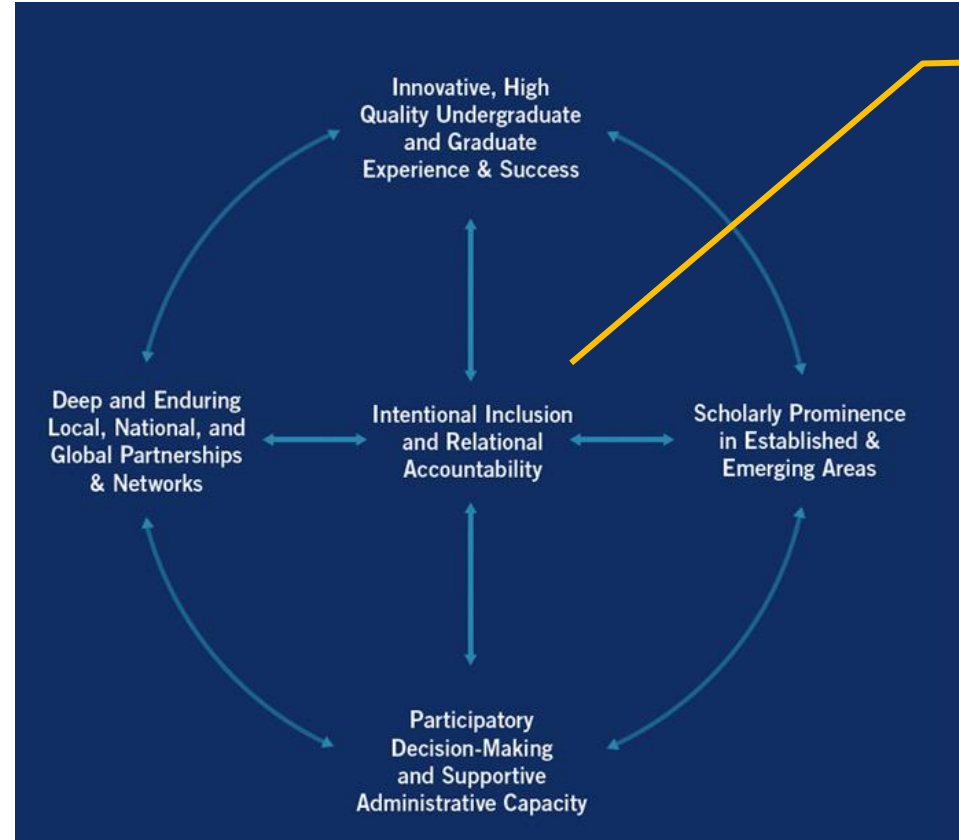 Innovative, High
Quality Undergraduate
and Graduate
Experience & Success
Deep and Enduring
Local, National, and
Global Partnerships
& Networks
Intentional Inclusion
and Relational
Accountability
Scholarly Prominence
in Established &
Emerging Areas
Participatory
Decision-Making
and Supportive
Administrative Capacity